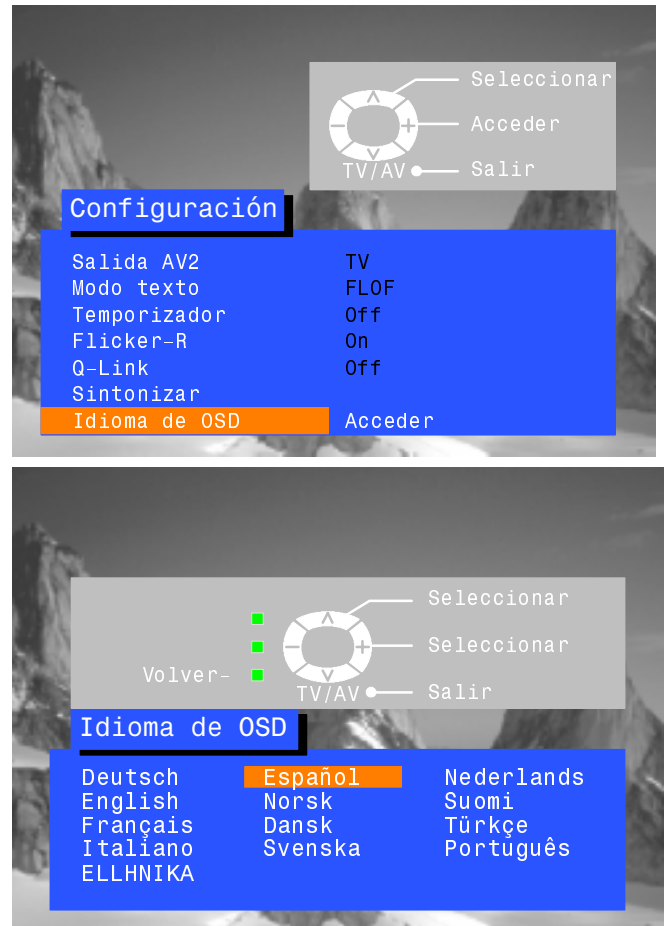 Seleccionar
Acceder
TV/AV Salir
Configuración
Salida AV2 TV
Modo texto FLOF
Temporizador Off
Flicker-R On
Q-Link Off
Sintonizar
Idioma de OSD Acceder
Seleccionar
Seleccionar
Volver-
TV/AV Salir
Idioma de OSD
Deutsch Español Nederlands
English Norsk Suomi
Français Dansk Türkçe
Italiano Svenska Português
ELLHNIKA